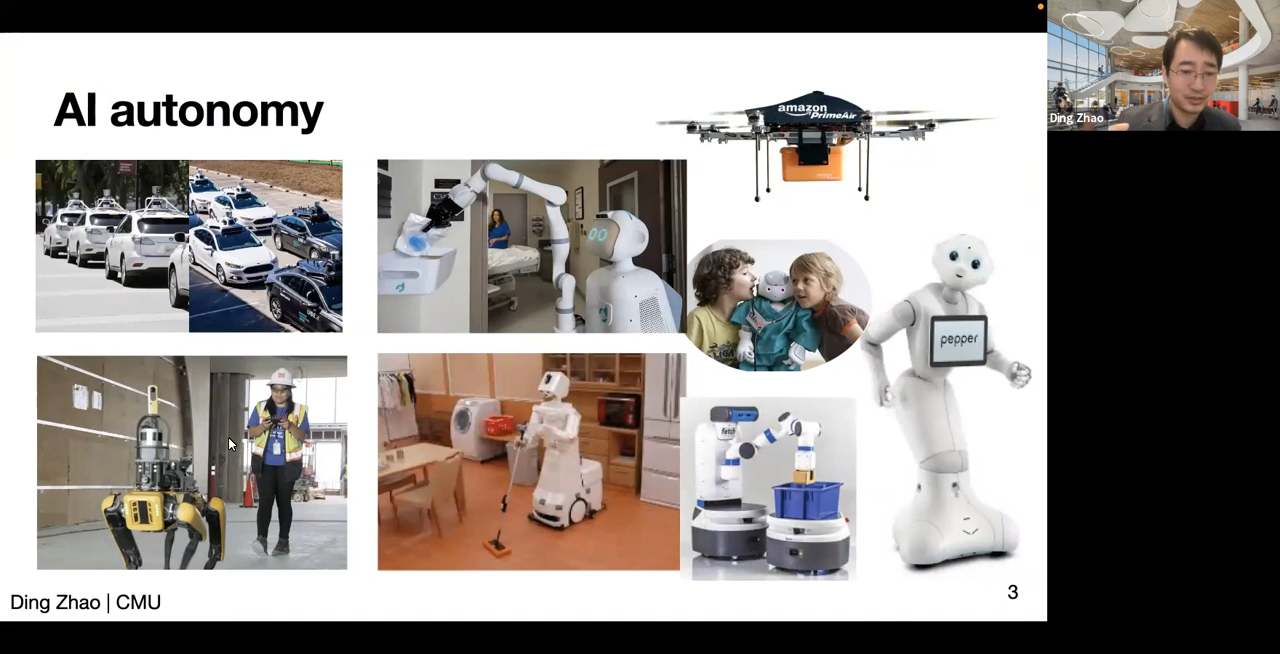 AI autonomy
amazon
PrimeAir
pepper
fetch
Ding Zhao | CMU
3
Ding Zhao